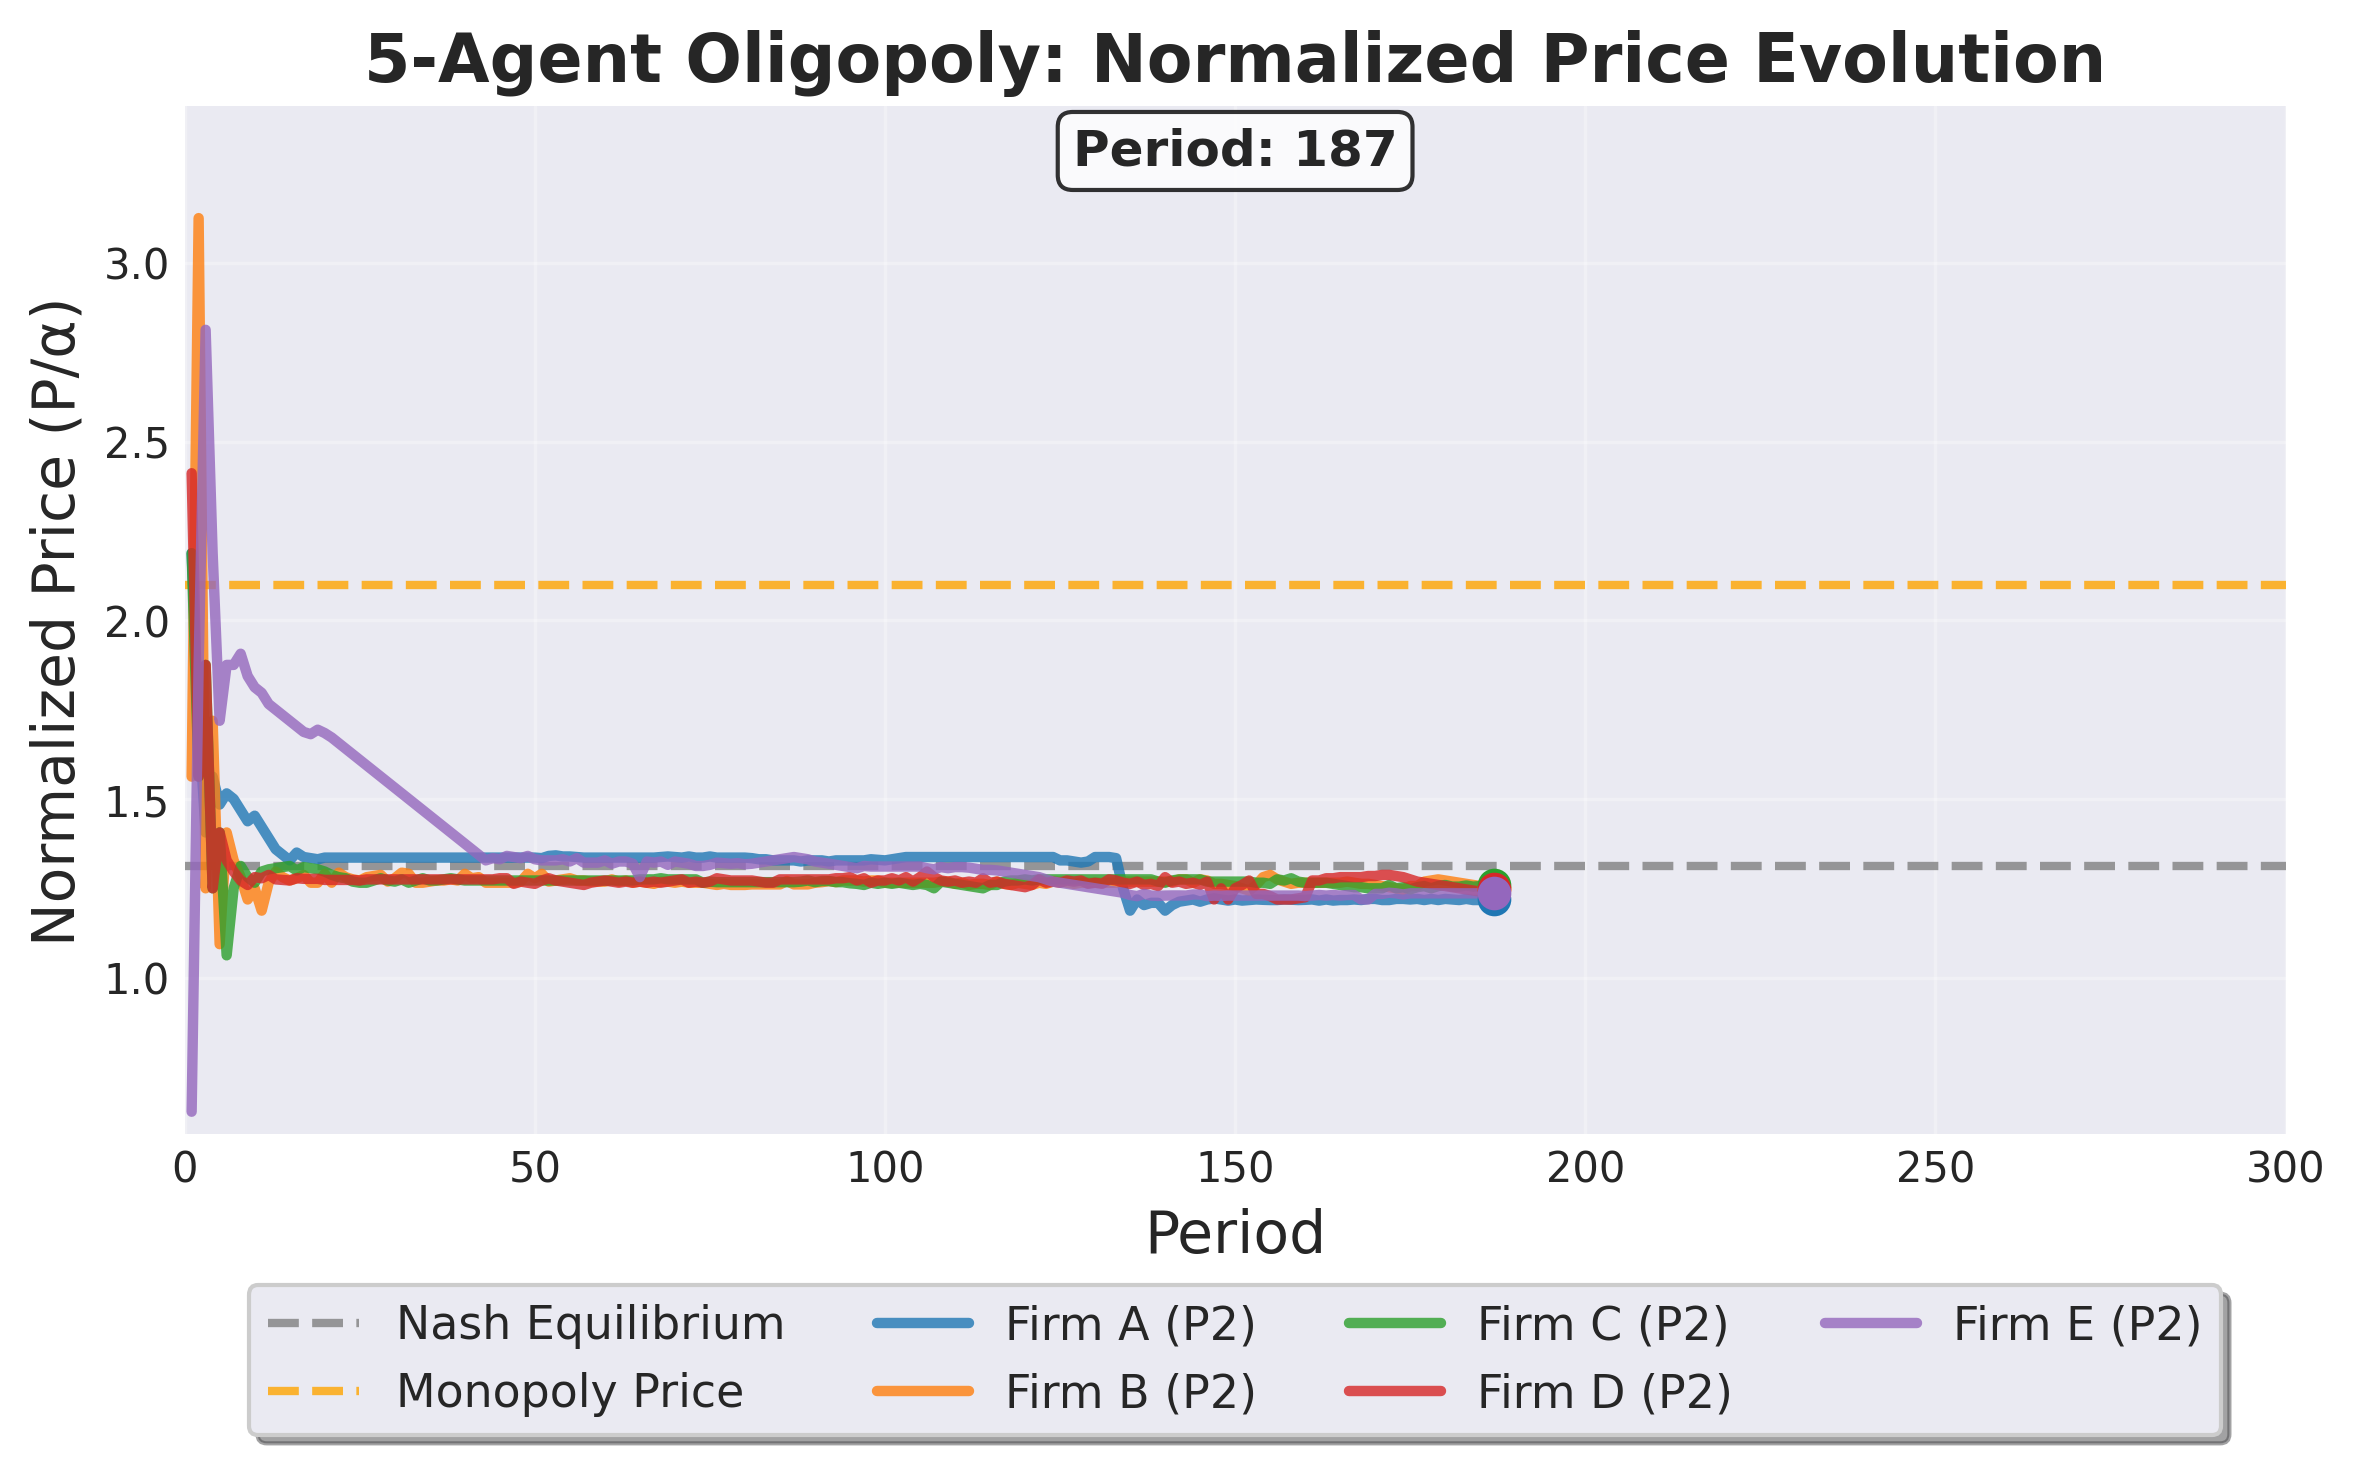 5-Agent Oligopoly: Normalized Price Evolution
Period: 187
Normalized Price (P/α)
3.0
2.5
2.0
1.5
1.0
0 50 100 150 200 250 300
Period
Nash Equilibrium Firm A (P2) Firm C (P2) Firm E (P2)
Monopoly Price Firm B (P2) Firm D (P2)